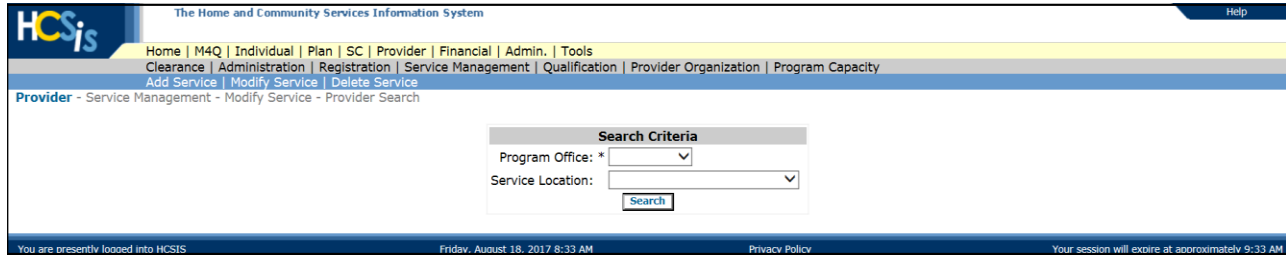 HCSis
The Home and Community Services Information System
Help
Home | M4Q | Individual | Plan | SC | Provider | Financial | Admin. | Tools
Clearance | Administration | Registration | Service Management | Qualification | Provider Organization | Program Capacity
Add Service | Modify Service | Delete Service
Provider - Service Management - Modify Service - Provider Search
Search Criteria
Program Office: *
Service Location:
Search
You are presently logged into HCSIS Friday, August 18, 2017 8:33 AM Privacy Policy Your session will expire at approximately 9:33 AM